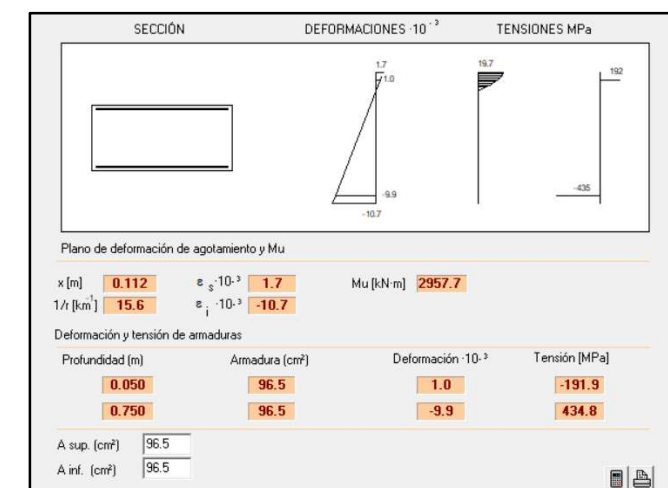 SECCIÓN DEFORMACIONES ·10⁻³ TENSIONES MPa
1.7 19.7
1.0 192
-9.9 -435
-10.7
Plano de deformación de agotamiento y Mu
x [m] 0.112 ε s ·10-³ 1.7 Mu [kN·m] 2957.7
1/r [km⁻¹] 15.6 ε i ·10-³ -10.7
Deformación y tensión de armaduras
Profundidad (m) Armadura (cm²) Deformación ·10-³ Tensión [MPa]
0.050 96.5 1.0 -191.9
0.750 96.5 -9.9 434.8
A sup. (cm²) 96.5
A inf. (cm²) 96.5